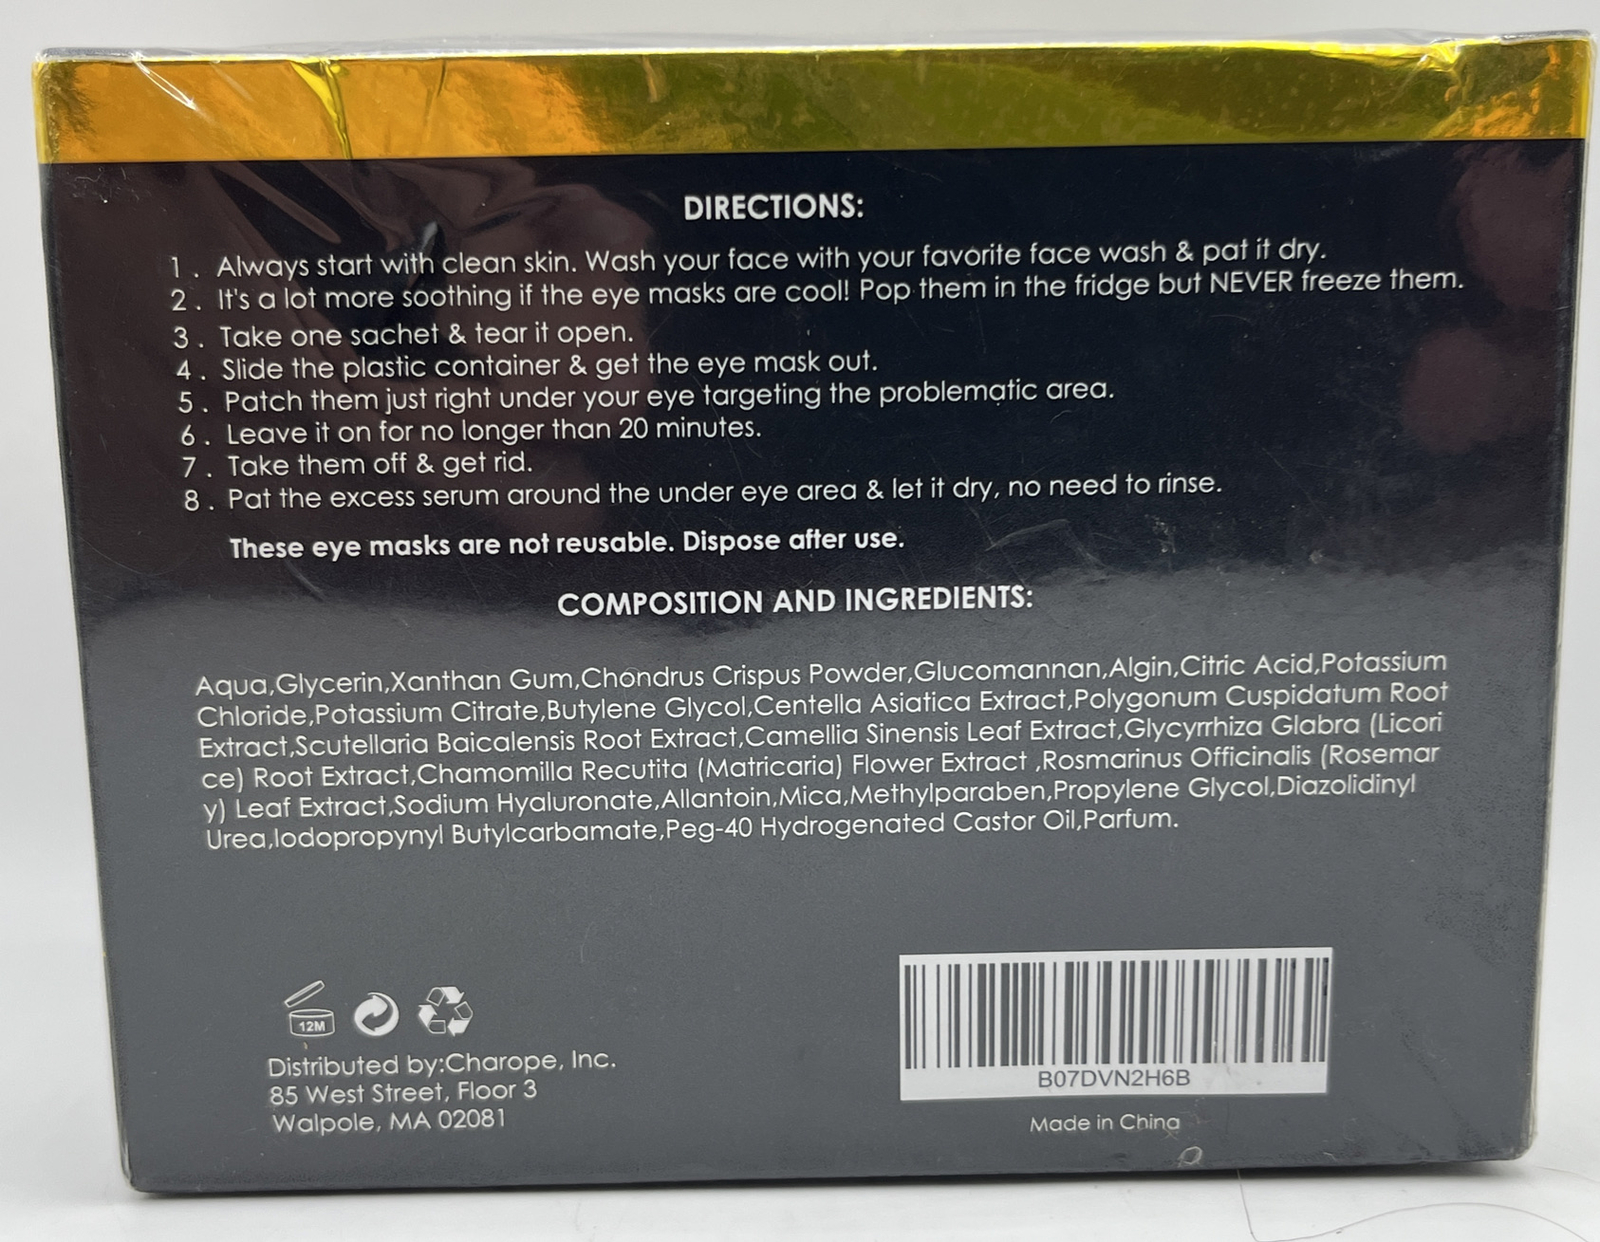 DIRECTIONS:
1 . Always start with clean skin. Wash your face with your favorite face wash & pat it dry.
2 . It's a lot more soothing if the eye masks are cool! Pop them in the fridge but NEVER freeze them.
3 . Take one sachet & tear it open.
4 . Slide the plastic container & get the eye mask out.
5 . Patch them just right under your eye targeting the problematic area.
6 . Leave it on for no longer than 20 minutes.
7 . Take them off & get rid.
8 . Pat the excess serum around the under eye area & let it dry, no need to rinse.
These eye masks are not reusable. Dispose after use.
COMPOSITION AND INGREDIENTS:
Aqua,Glycerin,Xanthan Gum,Chondrus Crispus Powder,Glucomannan,Algin,Citric Acid,Potassium
Chloride,Potassium Citrate,Butylene Glycol,Centella Asiatica Extract,Polygonum Cuspidatum Root
Extract,Scutellaria Baicalensis Root Extract,Camellia Sinensis Leaf Extract,Glycyrrhiza Glabra (Licori
ce) Root Extract,Chamomilla Recutita (Matricaria) Flower Extract ,Rosmarinus Officinalis (Rosemar
y) Leaf Extract,Sodium Hyaluronate,Allantoin,Mica,Methylparaben,Propylene Glycol,Diazolidinyl
Urea,Iodopropynyl Butylcarbamate,Peg-40 Hydrogenated Castor Oil,Parfum.
12M
Distributed by:Charope, Inc.
85 West Street, Floor 3
Walpole, MA 02081
B07DVN2H6B
Made in China